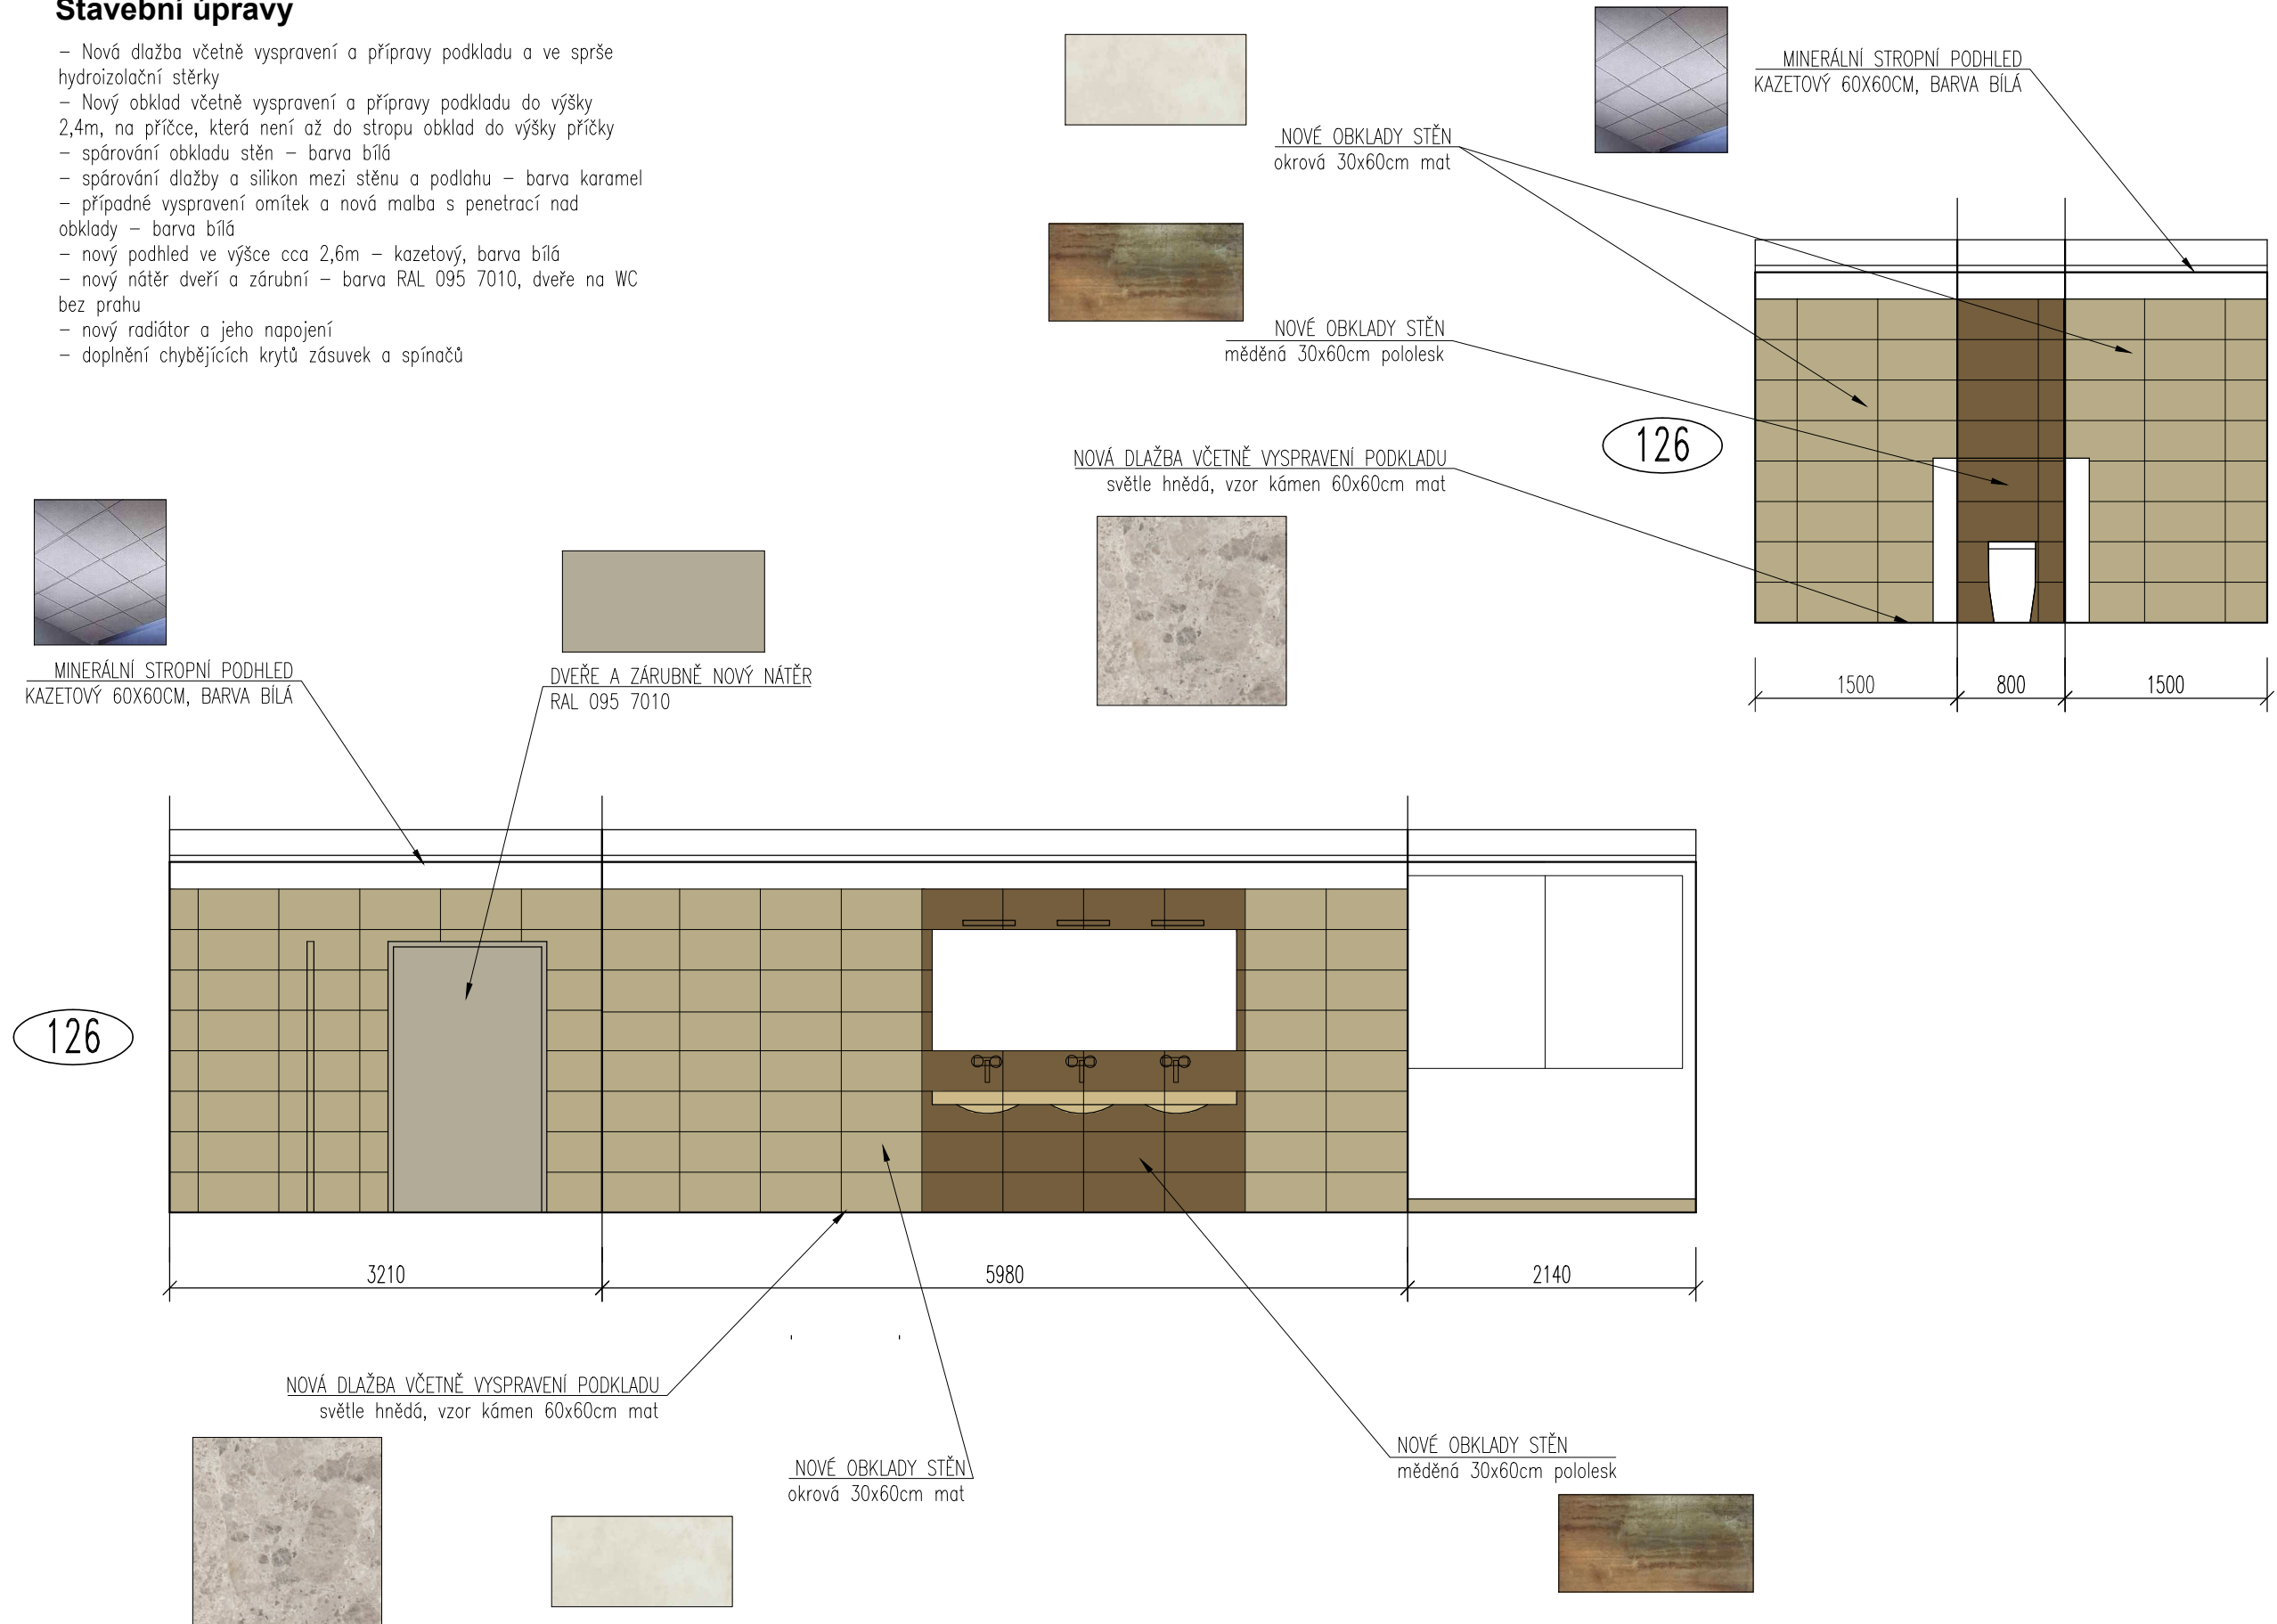 Stavební úpravy
– Nová dlažba včetně vyspravení a přípravy podkladu a ve sprše
hydroizolační stěrky
– Nový obklad včetně vyspravení a přípravy podkladu do výšky
2,4m, na příčce, která není až do stropu obklad do výšky příčky
– spárování obkladu stěn – barva bílá
– spárování dlažby a silikon mezi stěnu a podlahu – barva karamel
– případné vyspravení omítek a nová malba s penetrací nad
obklady – barva bílá
– nový podhled ve výšce cca 2,6m – kazetový, barva bílá
– nový nátěr dveří a zárubní – barva RAL 095 7010, dveře na WC
bez prahu
– nový radiátor a jeho napojení
– doplnění chybějících krytů zásuvek a spínačů
MINERÁLNÍ STROPNÍ PODHLED
KAZETOVÝ 60X60CM, BARVA BÍLÁ
NOVÉ OBKLADY STĚN
okrová 30x60cm mat
NOVÉ OBKLADY STĚN
měděná 30x60cm pololesk
NOVÁ DLAŽBA VČETNĚ VYSPRAVENÍ PODKLADU
světle hnědá, vzor kámen 60x60cm mat
126
1500
800
1500
MINERÁLNÍ STROPNÍ PODHLED
KAZETOVÝ 60X60CM, BARVA BÍLÁ
DVEŘE A ZÁRUBNĚ NOVÝ NÁTĚR
RAL 095 7010
126
3210
5980
2140
NOVÁ DLAŽBA VČETNĚ VYSPRAVENÍ PODKLADU
světle hnědá, vzor kámen 60x60cm mat
NOVÉ OBKLADY STĚN
okrová 30x60cm mat
NOVÉ OBKLADY STĚN
měděná 30x60cm pololesk